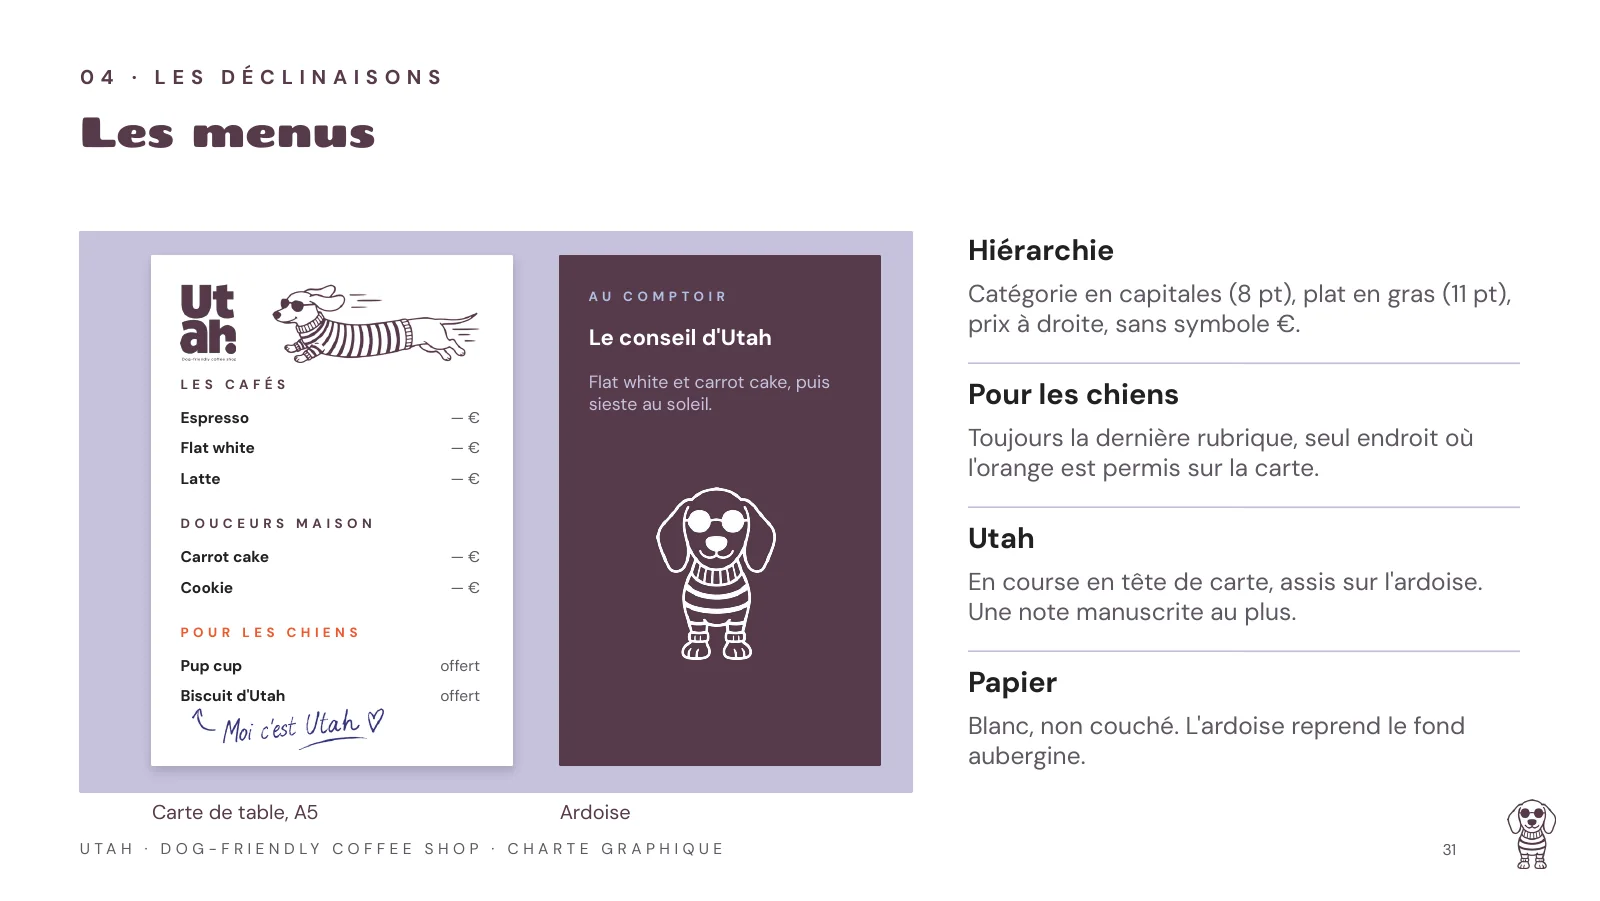 04 · LES DÉCLINAISONS
Les menus
Ut
ah!
Dog-friendly coffee shop
LES CAFÉS
Espresso — €
Flat white — €
Latte — €
DOUCEURS MAISON
Carrot cake — €
Cookie — €
POUR LES CHIENS
Pup cup offert
Biscuit d'Utah offert
Moi c'est Utah ♡
AU COMPTOIR
Le conseil d'Utah
Flat white et carrot cake, puis
sieste au soleil.
Carte de table, A5
Ardoise
Hiérarchie
Catégorie en capitales (8 pt), plat en gras (11 pt),
prix à droite, sans symbole €.
Pour les chiens
Toujours la dernière rubrique, seul endroit où
l'orange est permis sur la carte.
Utah
En course en tête de carte, assis sur l'ardoise.
Une note manuscrite au plus.
Papier
Blanc, non couché. L'ardoise reprend le fond
aubergine.
UTAH · DOG-FRIENDLY COFFEE SHOP · CHARTE GRAPHIQUE
31